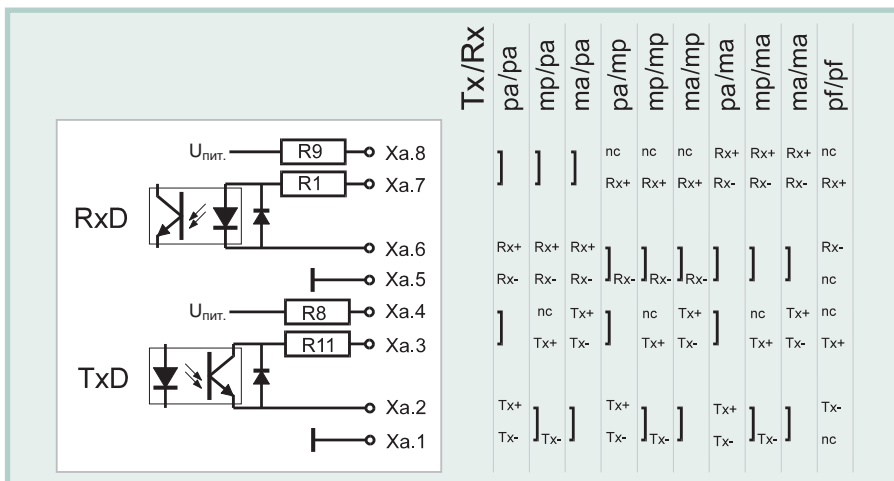 Tx/Rx pa/pa mp/pa ma/pa pa/mp mp/mp ma/mp pa/ma mp/ma ma/ma pf/pf
Uпит. R9 Xa.8 nc nc nc Rx+ Rx+ Rx+ nc
R1 Xa.7 ] ] ] Rx+ Rx+ Rx+ Rx- Rx- Rx- Rx+
RxD
Xa.6 Rx+ Rx+ Rx+ Rx-
Xa.5 Rx- Rx- Rx- ]Rx- ]Rx- ]Rx- ] ] ] nc
Uпит. R8 Xa.4 nc Tx+ nc Tx+ nc Tx+ nc
R11 Xa.3 ] Tx+ Tx- ] Tx+ Tx- ] Tx+ Tx- Tx+
TxD
Xa.2 Tx+ Tx+ Tx+ Tx-
Xa.1 Tx- ]Tx- ] Tx- ]Tx- ] Tx- ]Tx- ] nc